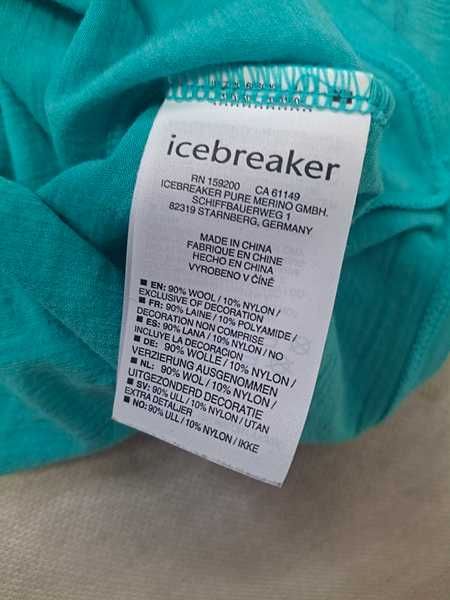 icebreaker
RN 159200 CA 61149
ICEBREAKER PURE MERINO GMBH.
SCHIFFBAUERWEG 1
82319 STARNBERG, GERMANY
MADE IN CHINA
FABRIQUE EN CHINE
HECHO EN CHINA
VYROBENO V ČÍNĚ
■ EN: 90% WOOL / 10% NYLON /
EXCLUSIVE OF DECORATION
■ FR: 90% LAINE / 10% POLYAMIDE /
DECORATION NON COMPRISE
■ ES: 90% LANA / 10% NYLON / NO
INCLUYE LA DECORACION
■ DE: 90% WOLLE / 10% NYLON /
VERZIERUNG AUSGENOMMEN
■ NL: 90% WOL / 10% NYLON /
UITGEZONDERD DECORATIE
■ SV: 90% ULL / 10% NYLON / UTAN
EXTRA DETALJER
■ NO: 90% ULL / 10% NYLON / IKKE